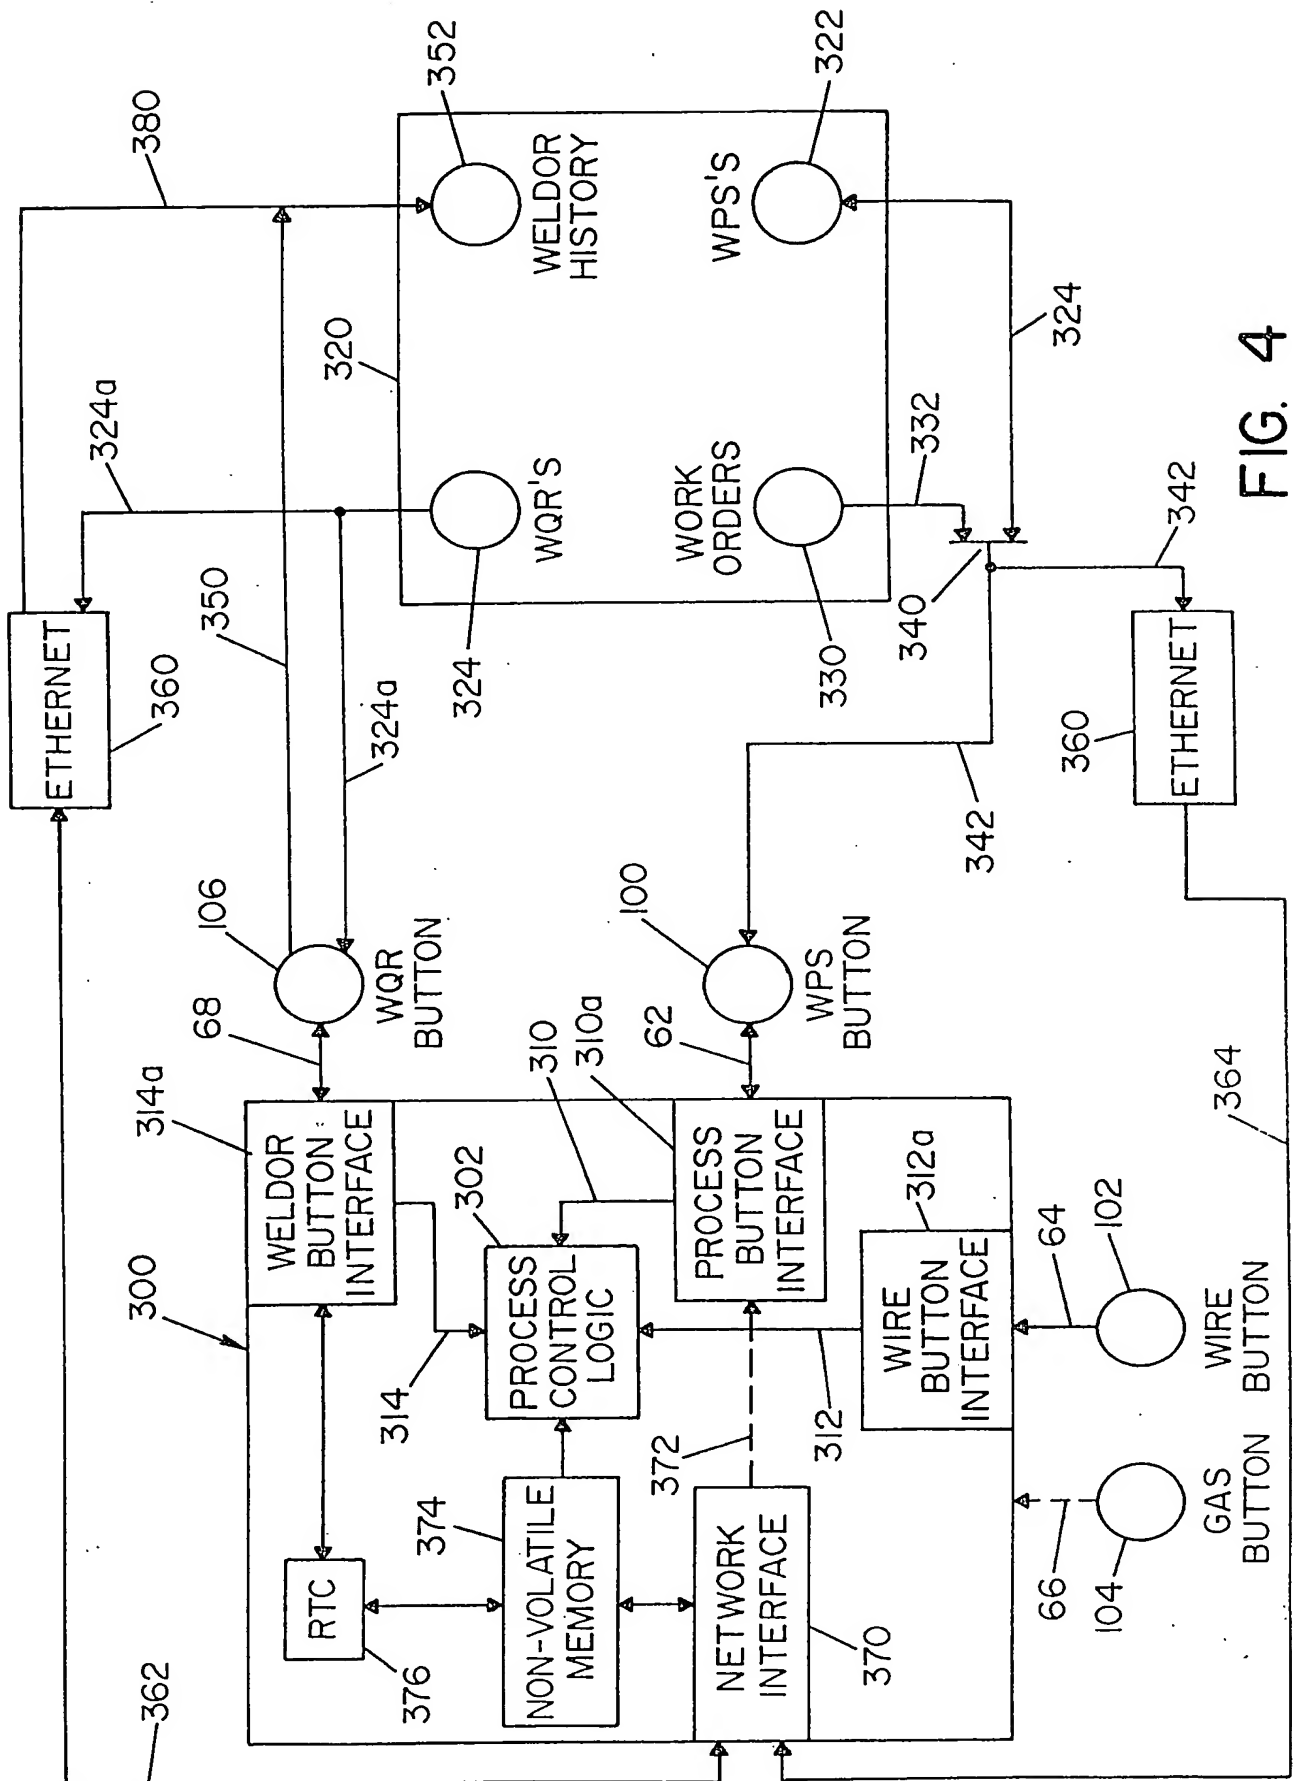 362
300
314a
68
106
350
ETHERNET
360
324a
380
WELDOR
BUTTON
INTERFACE
WQR
BUTTON
324a
320
352
RTC
376
314
302
310
310a
324
WQR'S
WELDOR
HISTORY
374
NON-VOLATILE
MEMORY
PROCESS
CONTROL
LOGIC
62
100
WPS
BUTTON
WORK
ORDERS
330
WPS'S
322
372
312
PROCESS
BUTTON
INTERFACE
342
340
332
NETWORK
INTERFACE
370
312a
WIRE
BUTTON
INTERFACE
324
66
104
GAS
BUTTON
64
102
WIRE
BUTTON
364
360
ETHERNET
342
FIG. 4